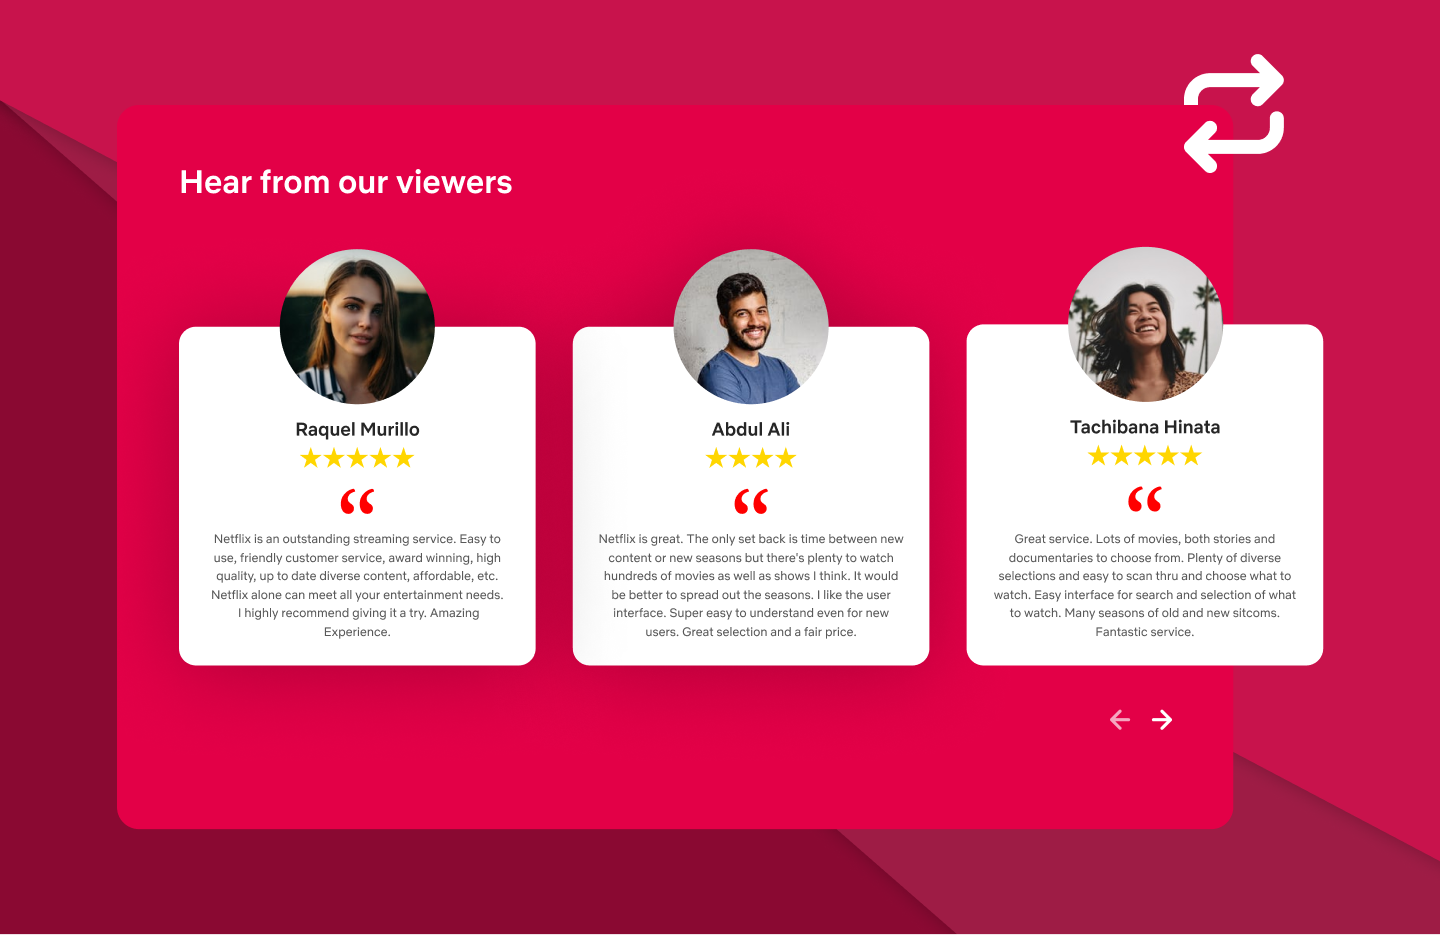 Hear from our viewers
Raquel Murillo
“
Netflix is an outstanding streaming service. Easy to
use, friendly customer service, award winning, high
quality, up to date diverse content, affordable, etc.
Netflix alone can meet all your entertainment needs.
I highly recommend giving it a try. Amazing
Experience.
Abdul Ali
“
Netflix is great. The only set back is time between new
content or new seasons but there's plenty to watch
hundreds of movies as well as shows I think. It would
be better to spread out the seasons. I like the user
interface. Super easy to understand even for new
users. Great selection and a fair price.
Tachibana Hinata
“
Great service. Lots of movies, both stories and
documentaries to choose from. Plenty of diverse
selections and easy to scan thru and choose what to
watch. Easy interface for search and selection of what
to watch. Many seasons of old and new sitcoms.
Fantastic service.